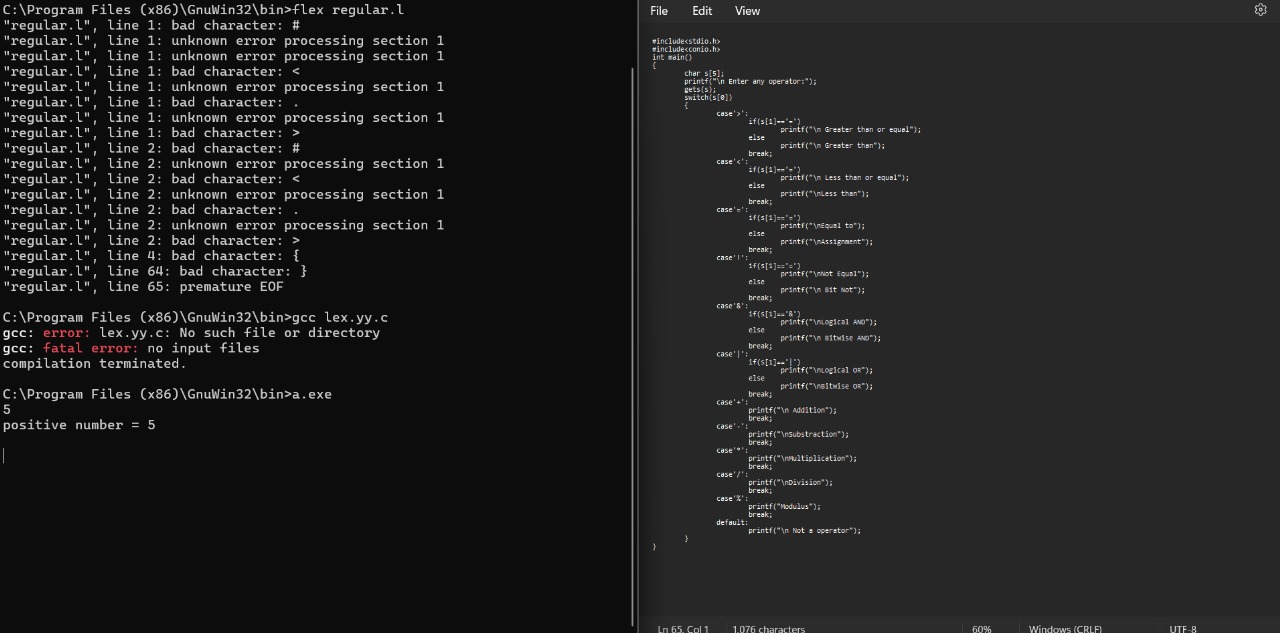 C:\Program Files (x86)\GnuWin32\bin>flex regular.l
"regular.l", line 1: bad character: #
"regular.l", line 1: unknown error processing section 1
"regular.l", line 1: unknown error processing section 1
"regular.l", line 1: bad character: <
"regular.l", line 1: unknown error processing section 1
"regular.l", line 1: bad character: .
"regular.l", line 1: unknown error processing section 1
"regular.l", line 1: bad character: >
"regular.l", line 2: bad character: #
"regular.l", line 2: unknown error processing section 1
"regular.l", line 2: bad character: <
"regular.l", line 2: unknown error processing section 1
"regular.l", line 2: bad character: .
"regular.l", line 2: unknown error processing section 1
"regular.l", line 2: bad character: >
"regular.l", line 4: bad character: {
"regular.l", line 64: bad character: }
"regular.l", line 65: premature EOF
C:\Program Files (x86)\GnuWin32\bin>gcc lex.yy.c
gcc: error: lex.yy.c: No such file or directory
gcc: fatal error: no input files
compilation terminated.
C:\Program Files (x86)\GnuWin32\bin>a.exe
5
positive number = 5
File Edit View
#include<stdio.h>
#include<conio.h>
int main()
{
char s[5];
printf("\n Enter any operator:");
gets(s);
switch(s[0])
{
case'>':
if(s[1]=='=')
printf("\n Greater than or equal");
else
printf("\n Greater than");
break;
case'<':
if(s[1]=='=')
printf("\n Less than or equal");
else
printf("\nLess than");
break;
case'=':
if(s[1]=='=')
printf("\nEqual to");
else
printf("\nAssignment");
break;
case'!':
if(s[1]=='=')
printf("\nNot Equal");
else
printf("\n Bit Not");
break;
case'&':
if(s[1]=='&')
printf("\nLogical AND");
else
printf("\n Bitwise AND");
break;
case'|':
if(s[1]=='|')
printf("\nLogical OR");
else
printf("\nBitwise OR");
break;
case'+':
printf("\n Addition");
break;
case'-':
printf("\nSubstraction");
break;
case'*':
printf("\nMultiplication");
break;
case'/':
printf("\nDivision");
break;
case'%':
printf("Modulus");
break;
default:
printf("\n Not a operator");
}
}
Ln 65, Col 1 1,076 characters 60% Windows (CRLF) UTF-8